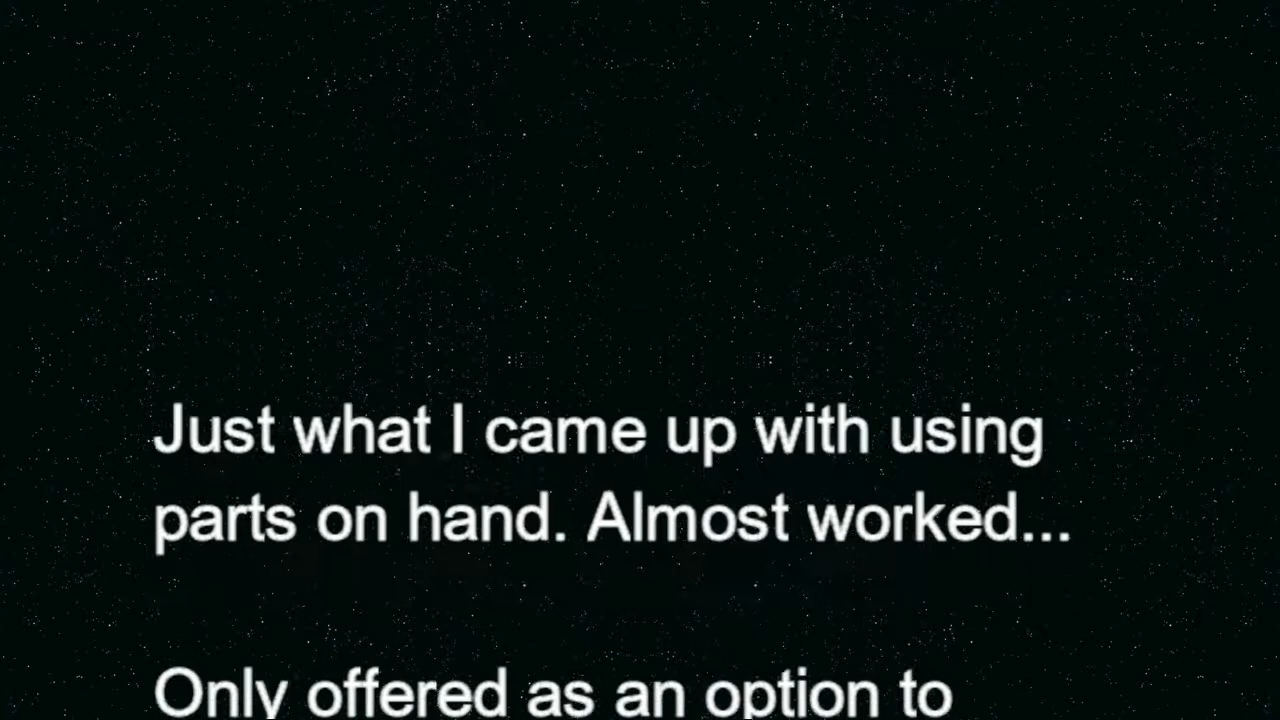 Just what I came up with using
parts on hand. Almost worked...
Only offered as an option to